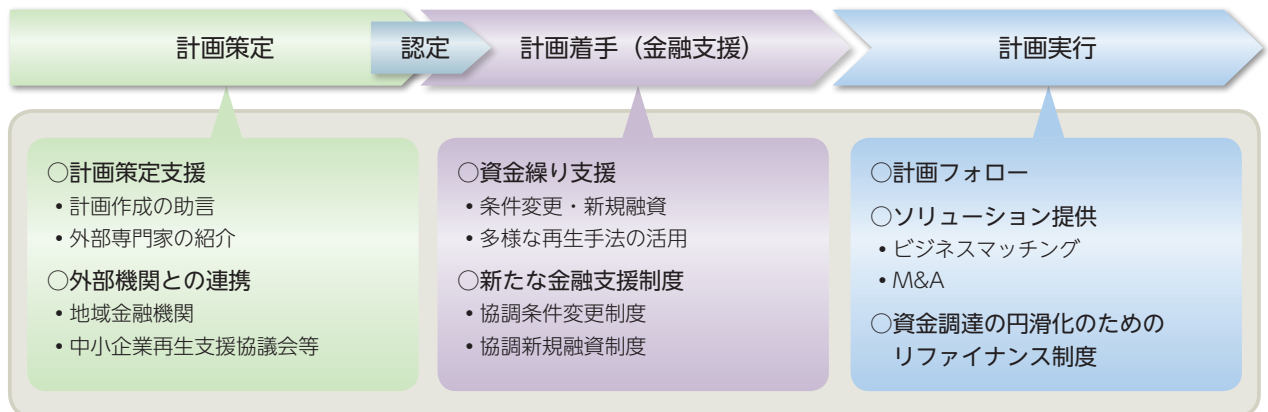 計画策定
認定
計画着手（金融支援）
計画実行
○計画策定支援
•計画作成の助言
•外部専門家の紹介
○外部機関との連携
•地域金融機関
•中小企業再生支援協議会等
○資金繰り支援
•条件変更・新規融資
•多様な再生手法の活用
○新たな金融支援制度
•協調条件変更制度
•協調新規融資制度
○計画フォロー
○ソリューション提供
•ビジネスマッチング
•M&A
○資金調達の円滑化のための
リファイナンス制度